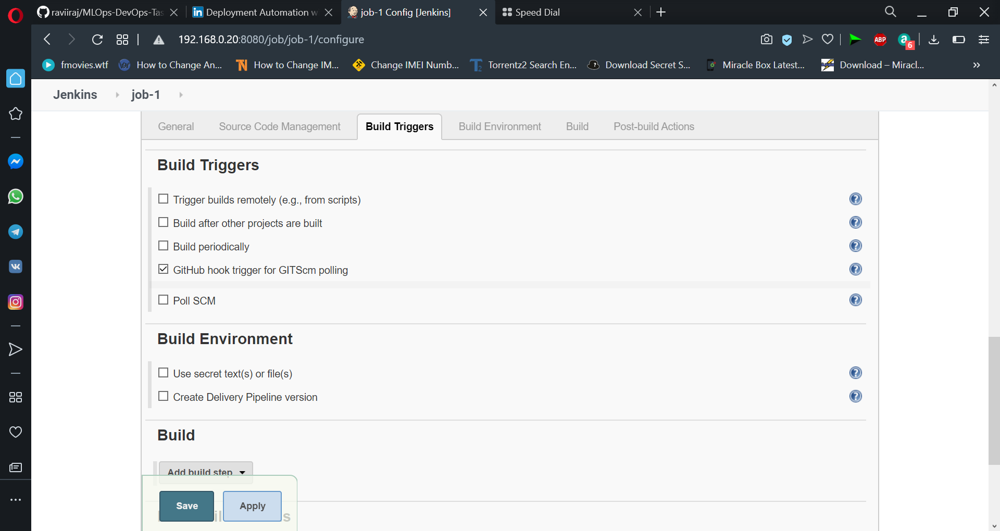 raviiraj/MLOps-DevOps-Tas
Deployment Automation w
job-1 Config [Jenkins]
Speed Dial
192.168.0.20:8080/job/job-1/configure
ABP
a
6
fmovies.wtf
How to Change An...
How to Change IM...
Change IMEI Numb...
Torrentz2 Search En...
Download Secret S...
Miracle Box Latest...
Download – Miracl...
Jenkins
job-1
General
Source Code Management
Build Triggers
Build Environment
Build
Post-build Actions
Build Triggers
Trigger builds remotely (e.g., from scripts)
Build after other projects are built
Build periodically
GitHub hook trigger for GITScm polling
Poll SCM
Build Environment
Use secret text(s) or file(s)
Create Delivery Pipeline version
Build
Add build step
Save
Apply